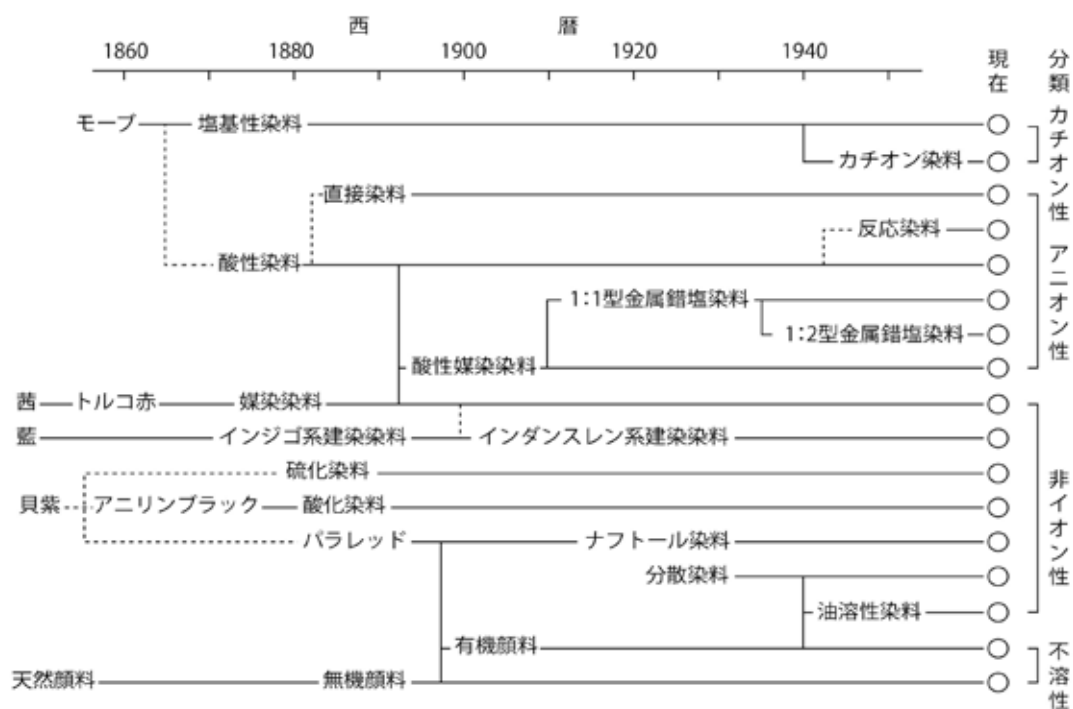 西暦
1860 1880 1900 1920 1940
現在
分類
モーブ 塩基性染料
カチオン染料
直接染料
反応染料
酸性染料
1:1型金属錯塩染料
1:2型金属錯塩染料
酸性媒染染料
茜 トルコ赤 媒染染料
藍 インジゴ系建染染料 インダンスレン系建染染料
硫化染料
貝紫 アニリンブラック 酸化染料
パラレッド ナフトール染料
分散染料
油溶性染料
有機顔料
天然顔料 無機顔料
カチオン性
アニオン性
非イオン性
不溶性